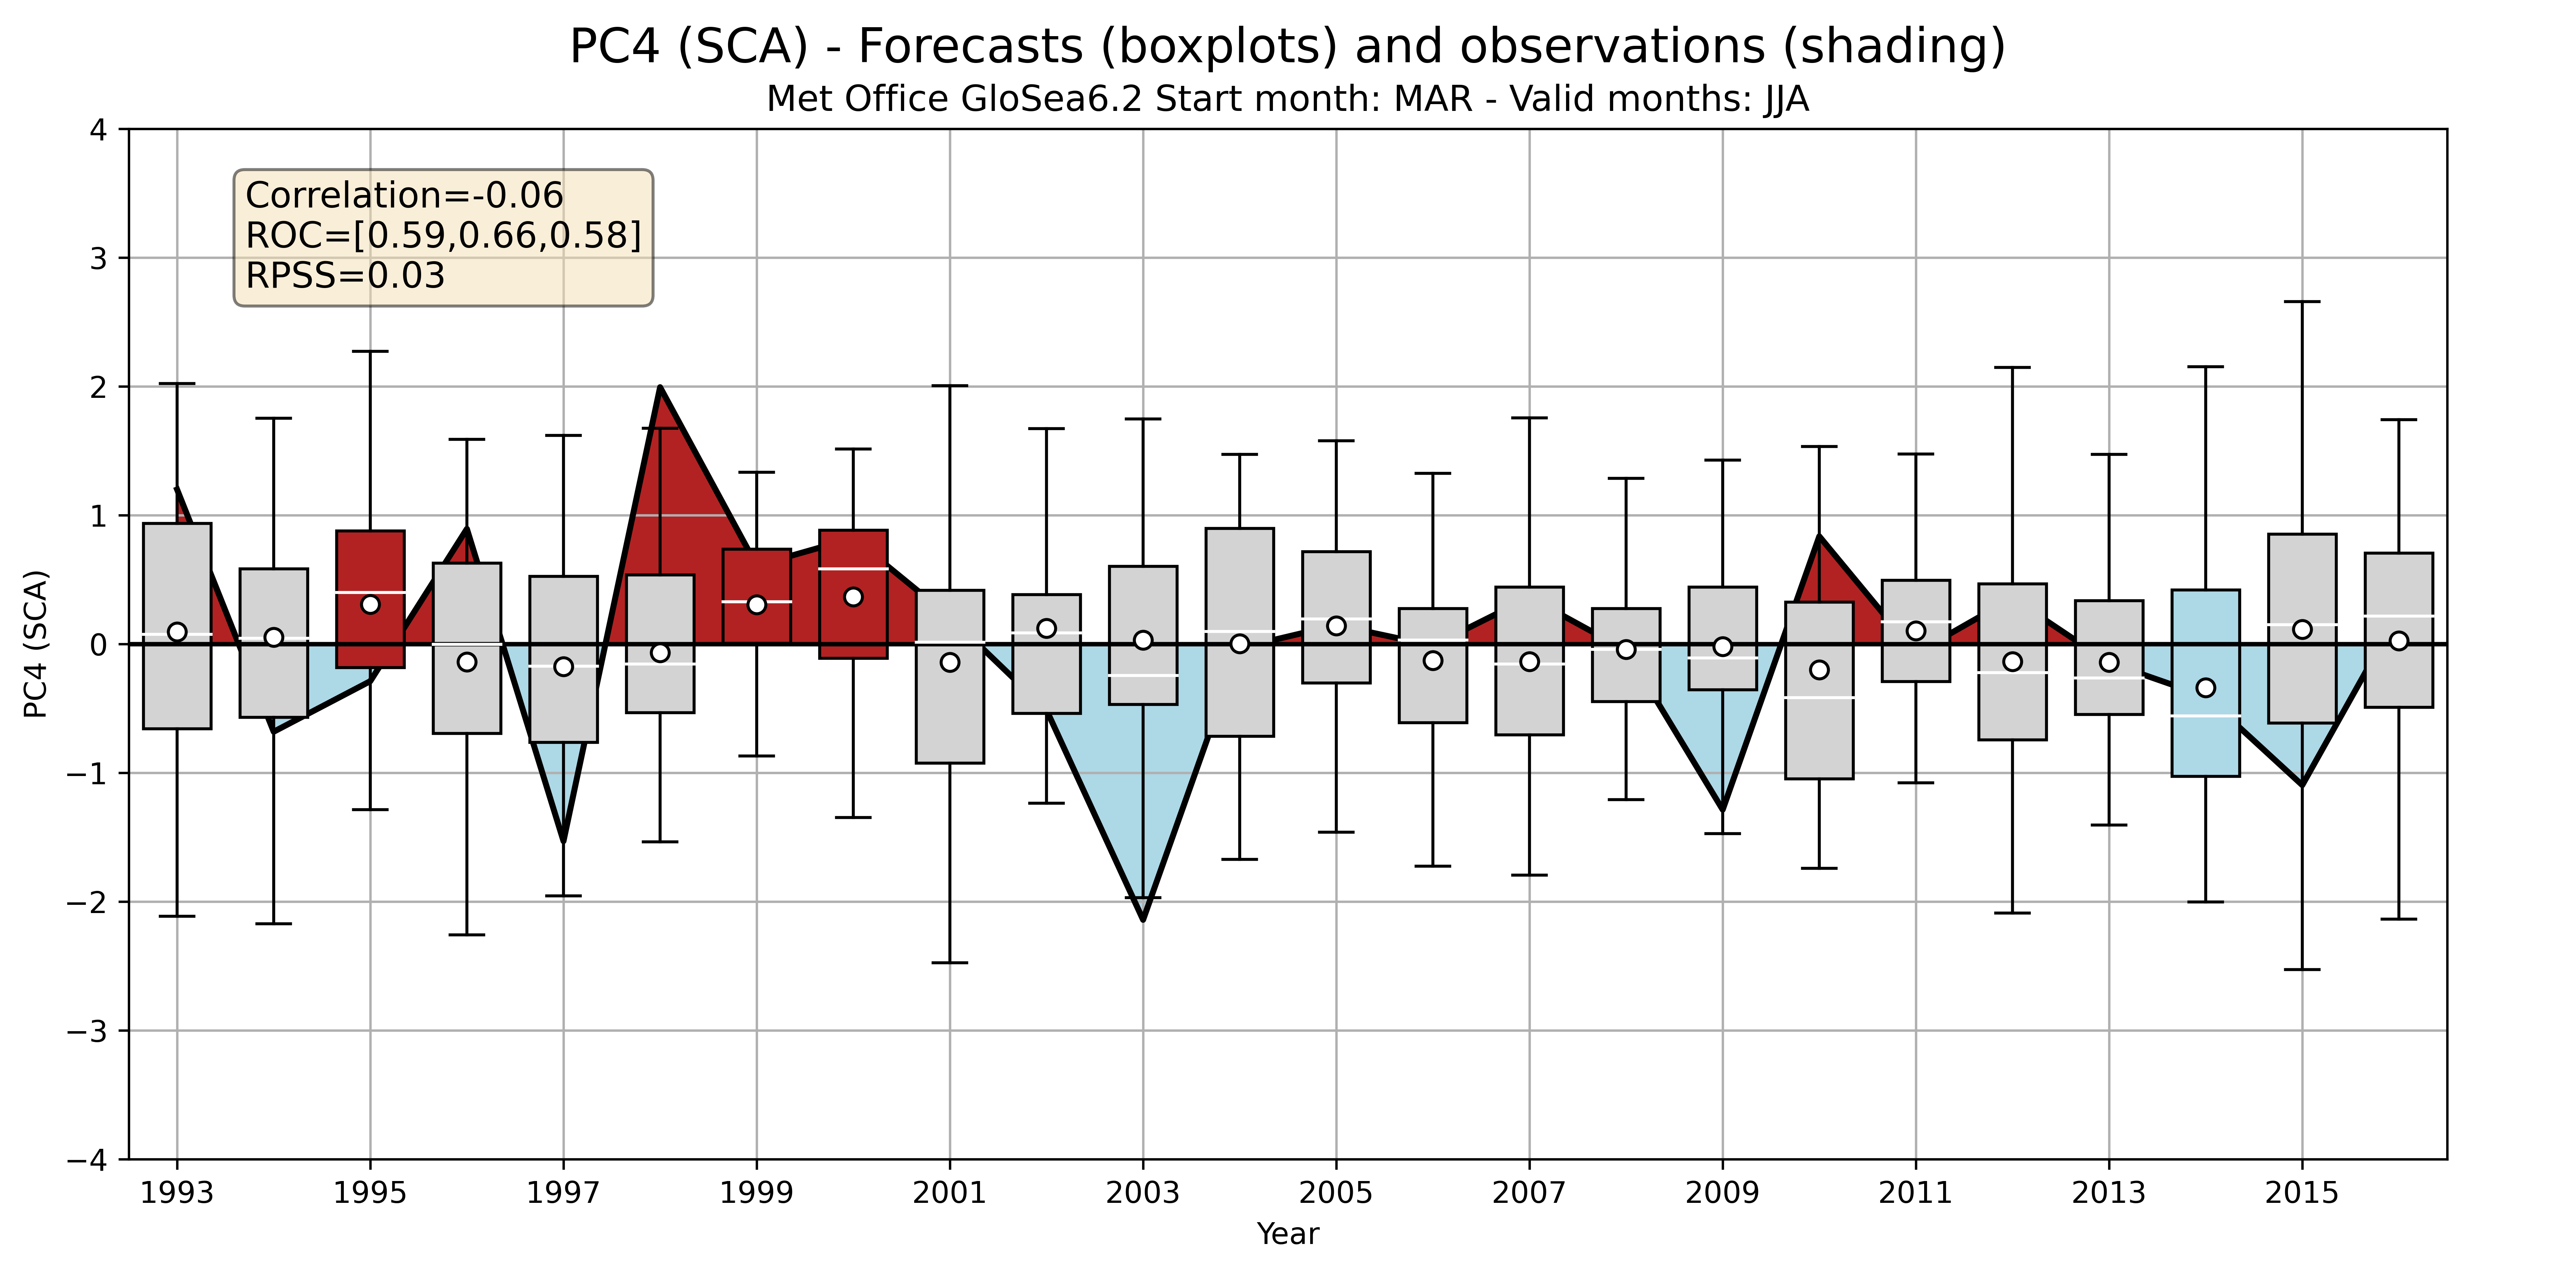 PC4 (SCA) - Forecasts (boxplots) and observations (shading)
Met Office GloSea6.2 Start month: MAR - Valid months: JJA
Correlation=-0.06
ROC=[0.59,0.66,0.58]
RPSS=0.03
PC4 (SCA)
4
3
2
1
0
−1
−2
−3
−4
1993 1995 1997 1999 2001 2003 2005 2007 2009 2011 2013 2015
Year